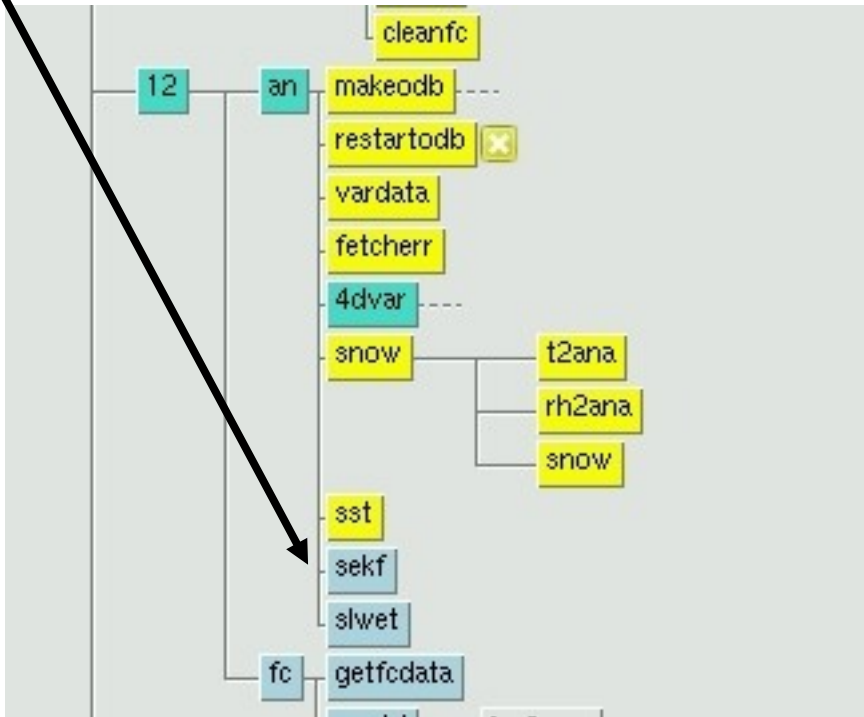 cleanfc
12 an makeodb
restartodb
vardata
fetcherr
4dvar
snow t2ana
rh2ana
snow
sst
sekf
slwet
fc getfcdata